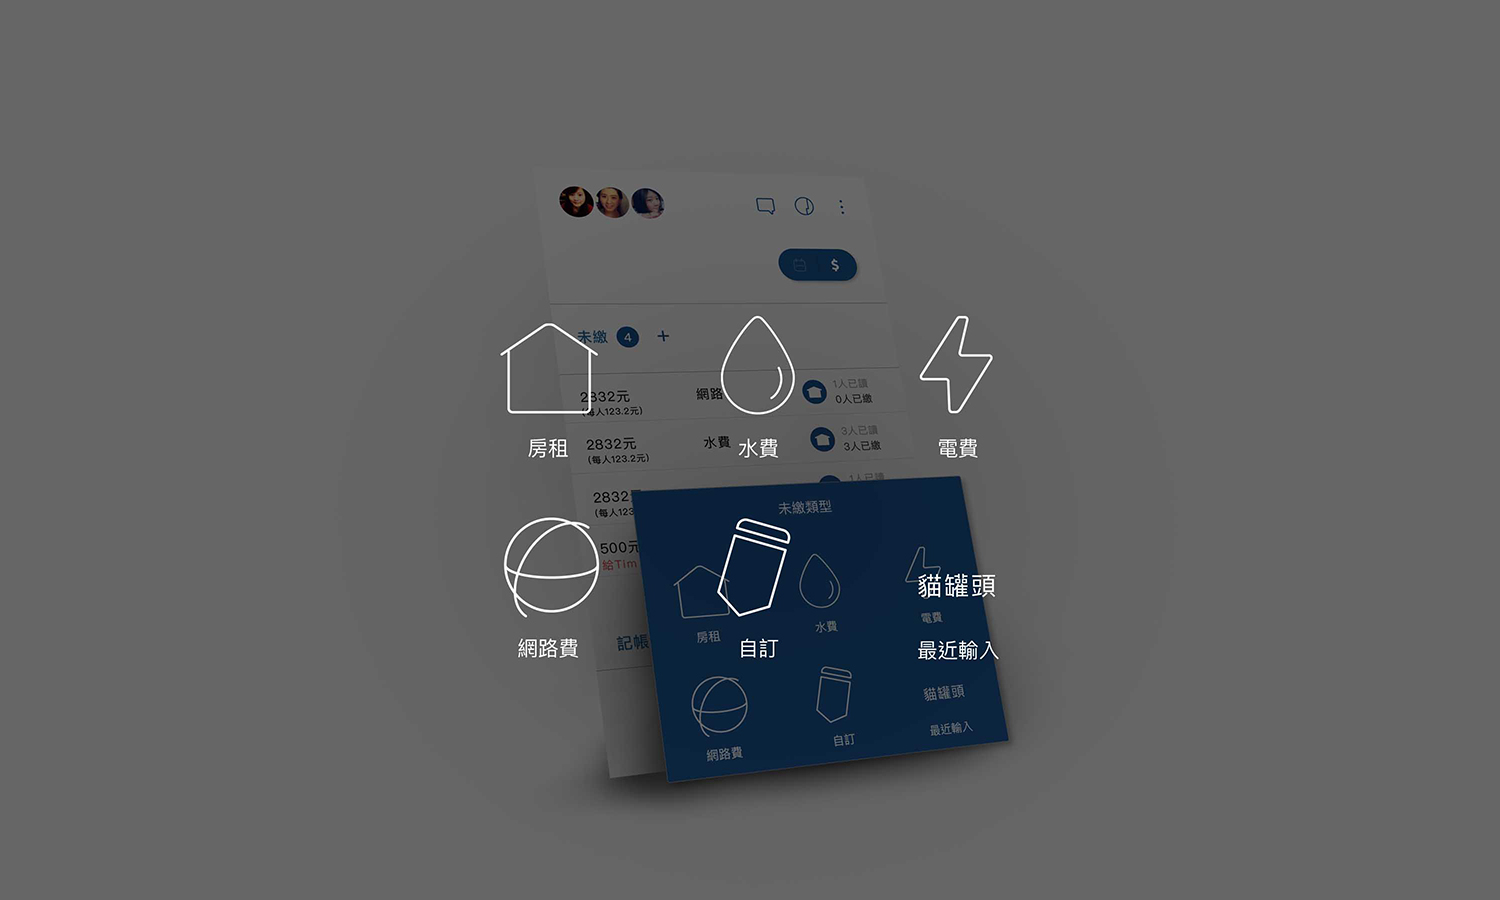 $
未繳 4 +
2832元
(每人123.2元)
網路
1人已讀
0人已繳
房租
水費
電費
2832元
(每人123.2元)
水費
3人已讀
3人已繳
2832
(每人123
1人已讀
500元
給Tim
記帳
網路費
自訂
貓罐頭
最近輸入
未繳類型
房租
水費
電費
網路費
自訂
貓罐頭
最近輸入